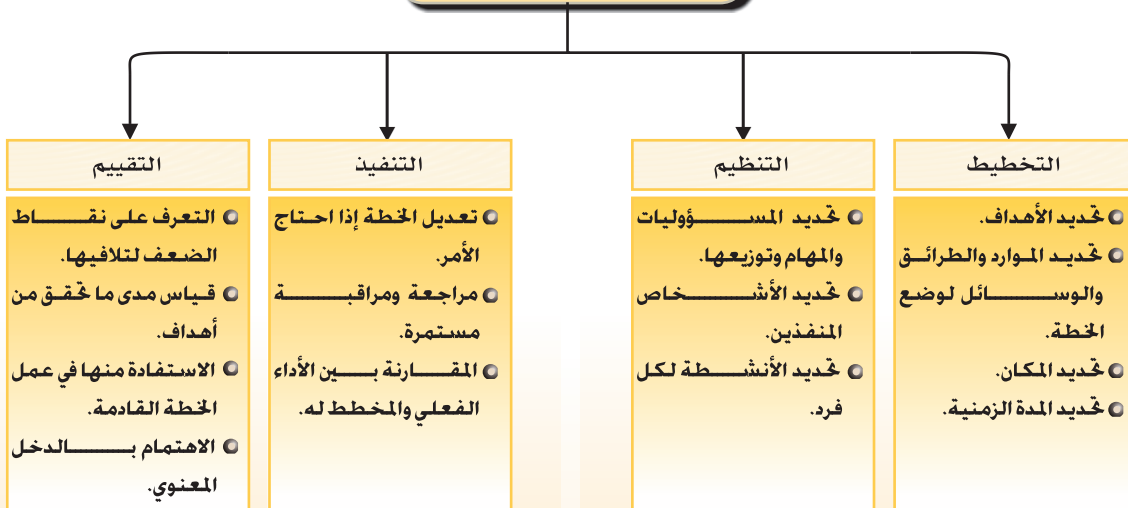 التخطيط
تحديد الأهداف.
تحديد الموارد والطرائق
والوسائل لوضع
الخطة.
تحديد المكان.
تحديد المدة الزمنية.
التنظيم
تحديد المسؤوليات
والمهام وتوزيعها.
تحديد الأشخاص
المنفذين.
تحديد الأنشطة لكل
فرد.
التنفيذ
تعديل الخطة إذا احتاج
الأمر.
مراجعة ومراقبة
مستمرة.
المقارنة بين الأداء
الفعلي والمخطط له.
التقييم
التعرف على نقاط
الضعف لتلافيها.
قياس مدى ما تحقق من
أهداف.
الاستفادة منها في عمل
الخطة القادمة.
الاهتمام بالدخل
المعنوي.